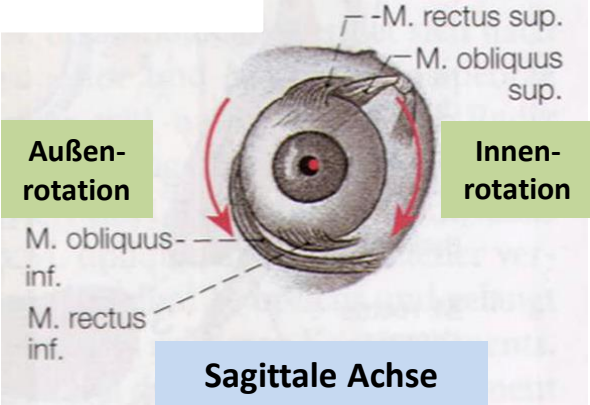 M. rectus sup.
M. obliquus
sup.
Außen-
rotation
Innen-
rotation
M. obliquus
inf.
M. rectus
inf.
Sagittale Achse